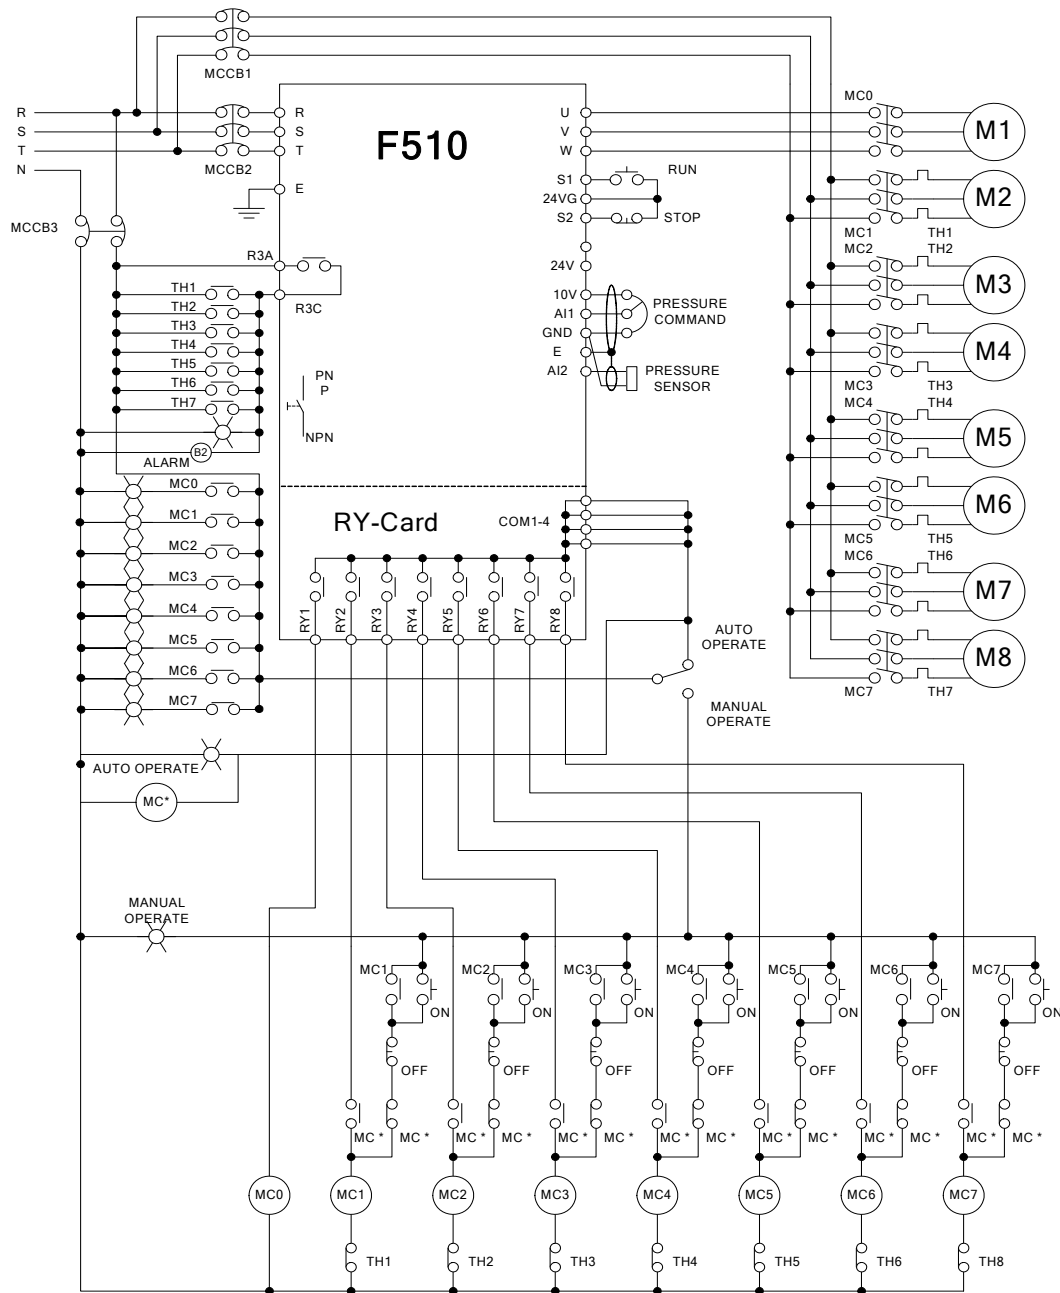 MCCB1
R
S
T
N
MCCB2
R
S
T
E
F510
U
V
W
MC0
M1
S1
24VG
S2
RUN
STOP
M2
MC1
TH1
MCCB3
R3A
R3C
24V
10V
AI1
GND
E
AI2
PRESSURE
COMMAND
PRESSURE
SENSOR
MC2
TH2
M3
M4
MC3
TH3
MC4
TH4
M5
M6
MC5
TH5
MC6
TH6
M7
M8
MC7
TH7
TH1
TH2
TH3
TH4
TH5
TH6
TH7
PN
P
NPN
B2
ALARM
MC0
MC1
MC2
MC3
MC4
MC5
MC6
MC7
RY-Card
COM1-4
RY1
RY2
RY3
RY4
RY5
RY6
RY7
RY8
AUTO
OPERATE
MANUAL
OPERATE
AUTO OPERATE
MC*
MANUAL
OPERATE
MC1
MC2
MC3
MC4
MC5
MC6
MC7
ON
ON
ON
ON
ON
ON
ON
OFF
OFF
OFF
OFF
OFF
OFF
OFF
MC * MC *
MC * MC *
MC * MC *
MC * MC *
MC * MC *
MC * MC *
MC * MC *
MC0
MC1
MC2
MC3
MC4
MC5
MC6
MC7
TH1
TH2
TH3
TH4
TH5
TH6
TH8